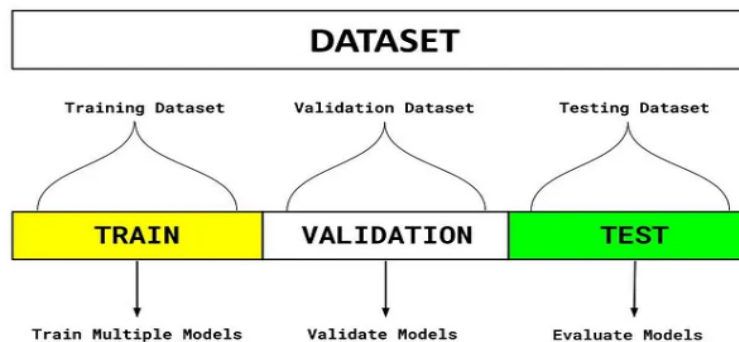 DATASET
Training Dataset
Validation Dataset
Testing Dataset
TRAIN
VALIDATION
TEST
Train Multiple Models
Validate Models
Evaluate Models